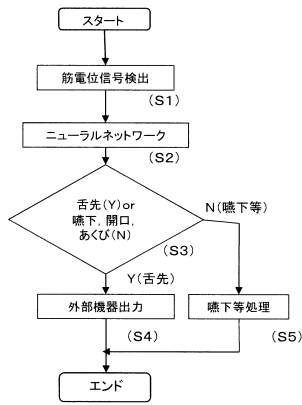 スタート
筋電位信号検出
(S1)
ニューラルネットワーク
(S2)
舌先(Y)or
嚥下,開口,
あくび(N)
N(嚥下等)
(S3)
Y(舌先)
外部機器出力
嚥下等処理
(S4)
(S5)
エンド